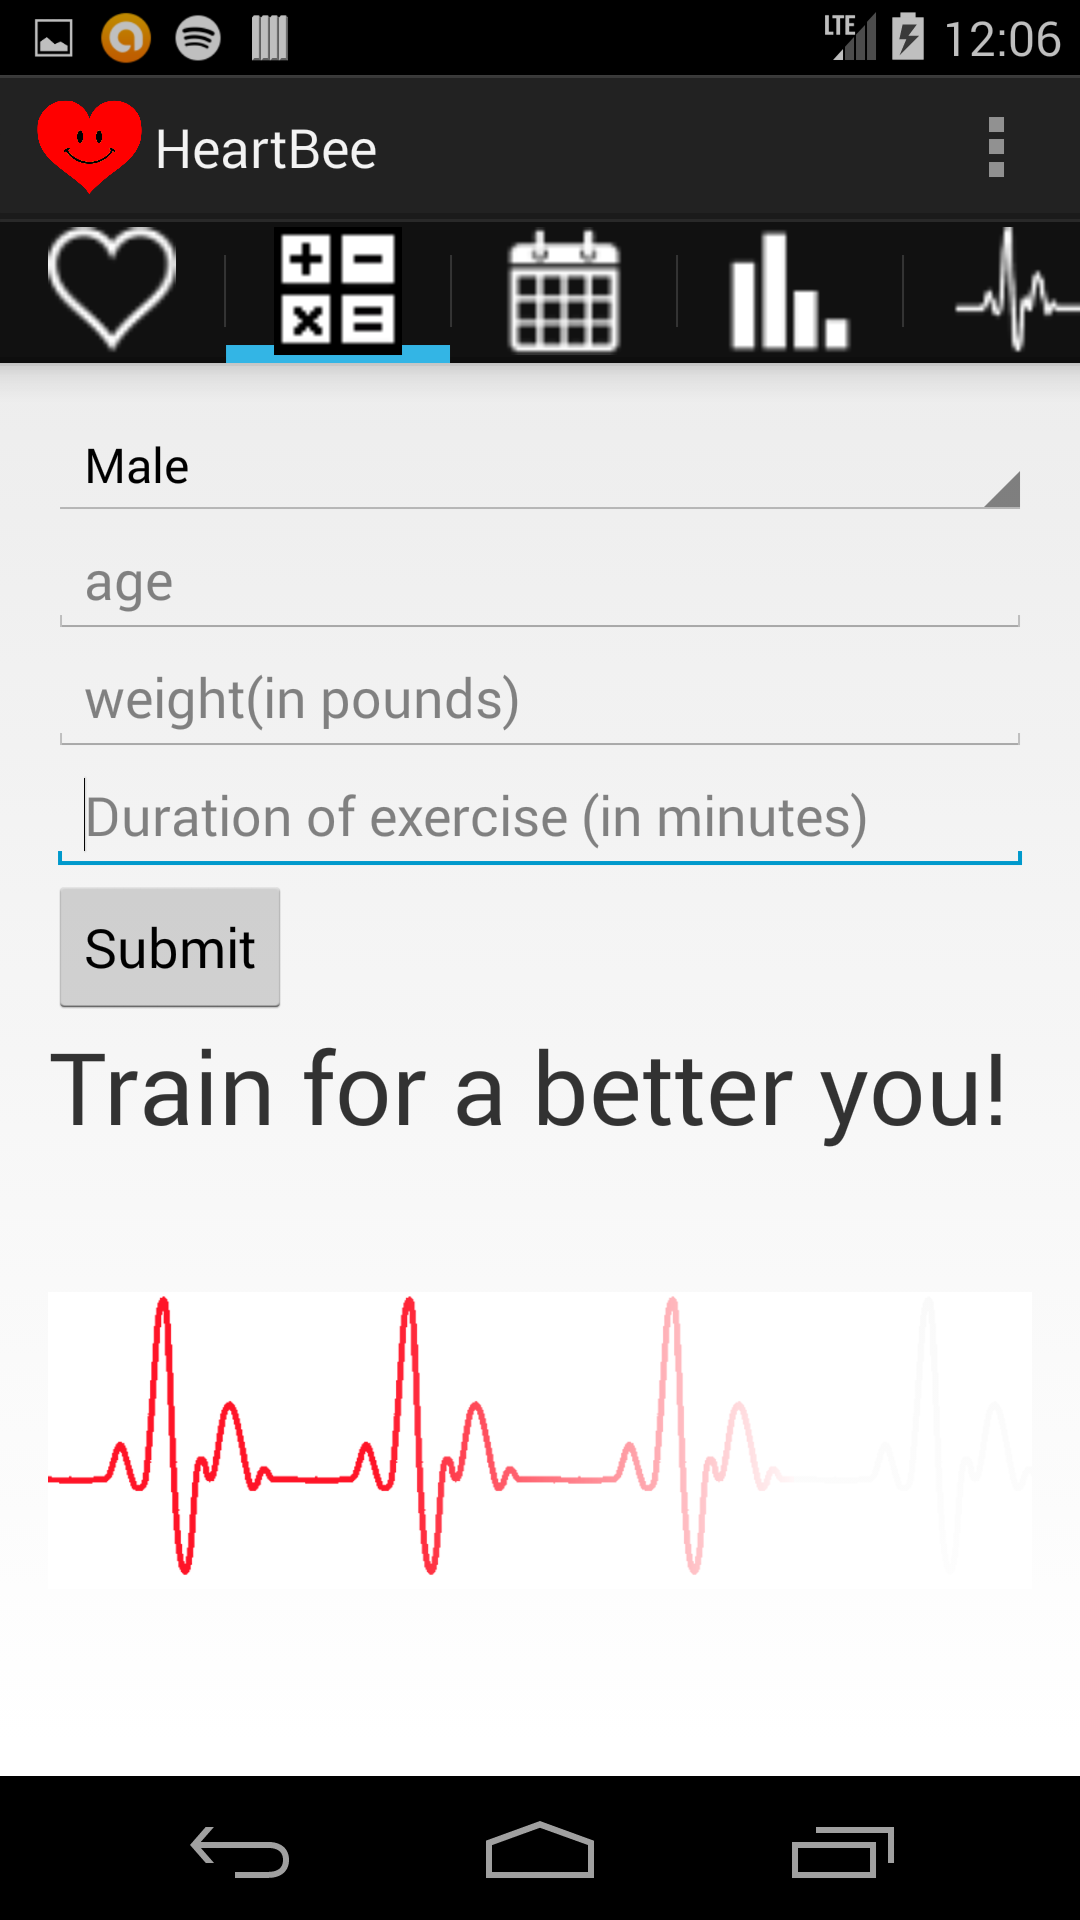 LTE 12:06
HeartBee
Male
age
weight(in pounds)
Duration of exercise (in minutes)
Submit
Train for a better you!